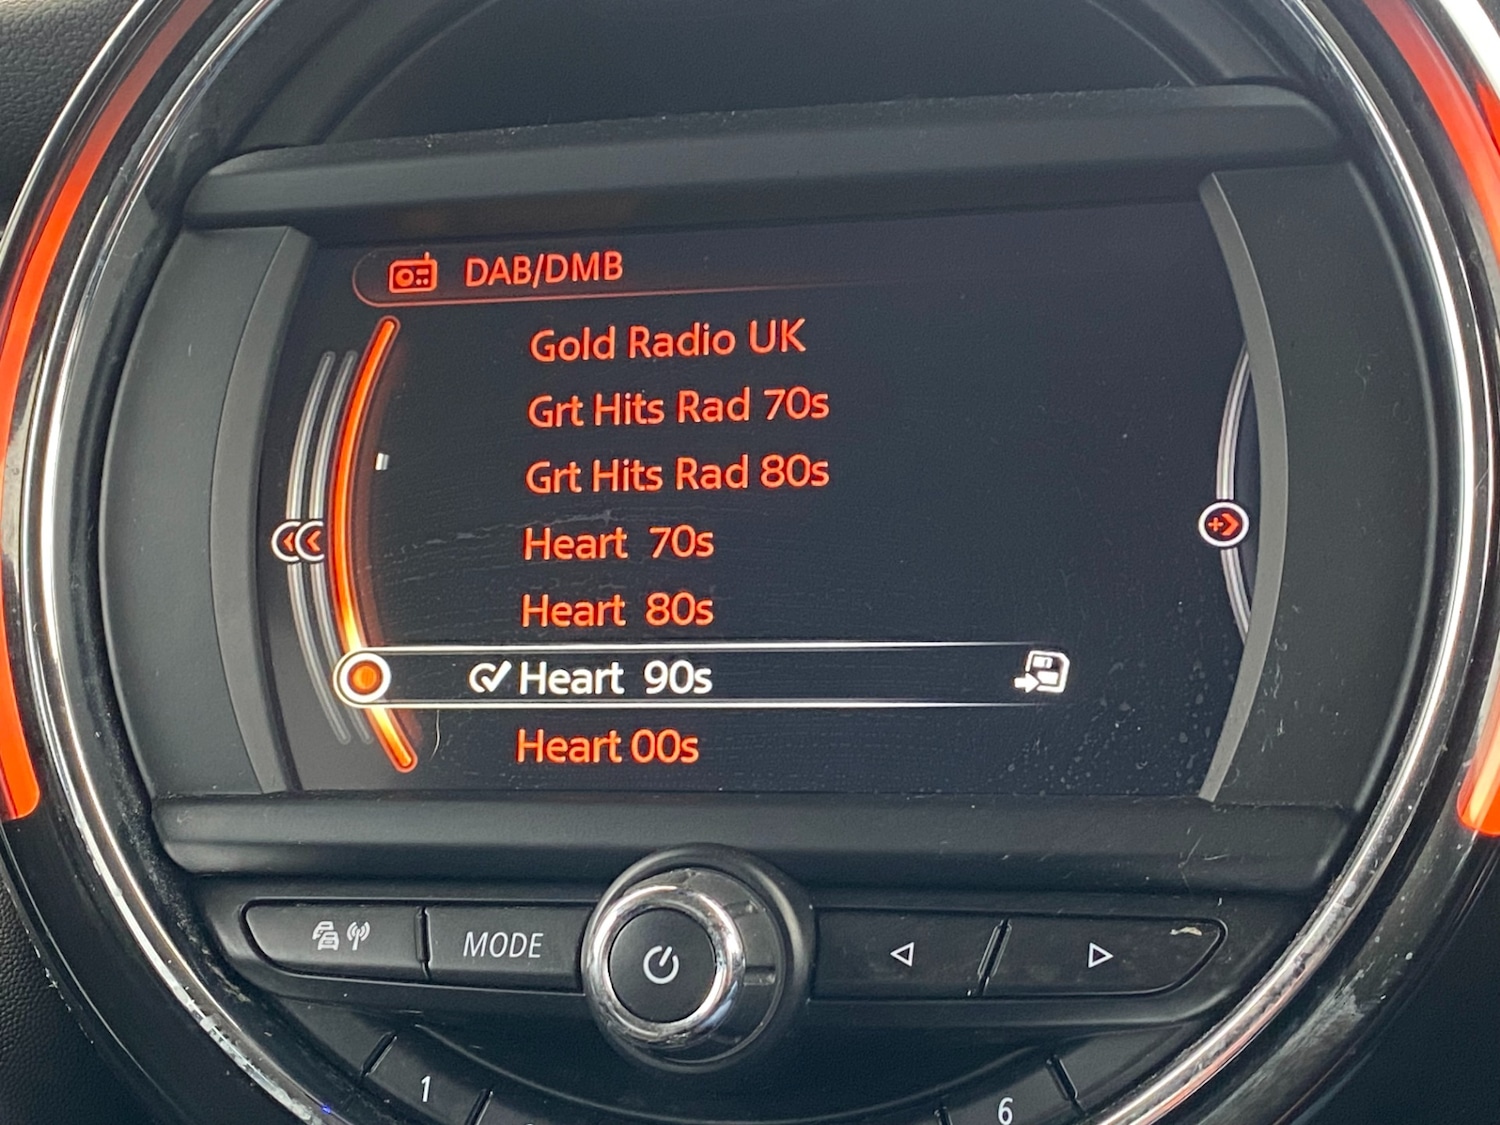 DAB/DMB
Gold Radio UK
Grt Hits Rad 70s
Grt Hits Rad 80s
Heart 70s
Heart 80s
Heart 90s
Heart 00s
MODE
1
6